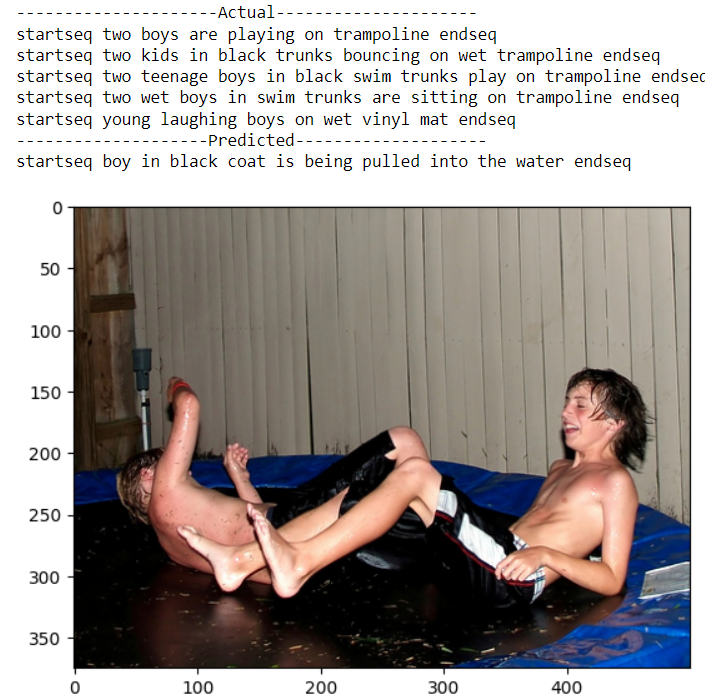 ---------------------Actual---------------------
startseq two boys are playing on trampoline endseq
startseq two kids in black trunks bouncing on wet trampoline endseq
startseq two teenage boys in black swim trunks play on trampoline endseq
startseq two wet boys in swim trunks are sitting on trampoline endseq
startseq young laughing boys on wet vinyl mat endseq
--------------------Predicted--------------------
startseq boy in black coat is being pulled into the water endseq
0
50
100
150
200
250
300
350
0 100 200 300 400